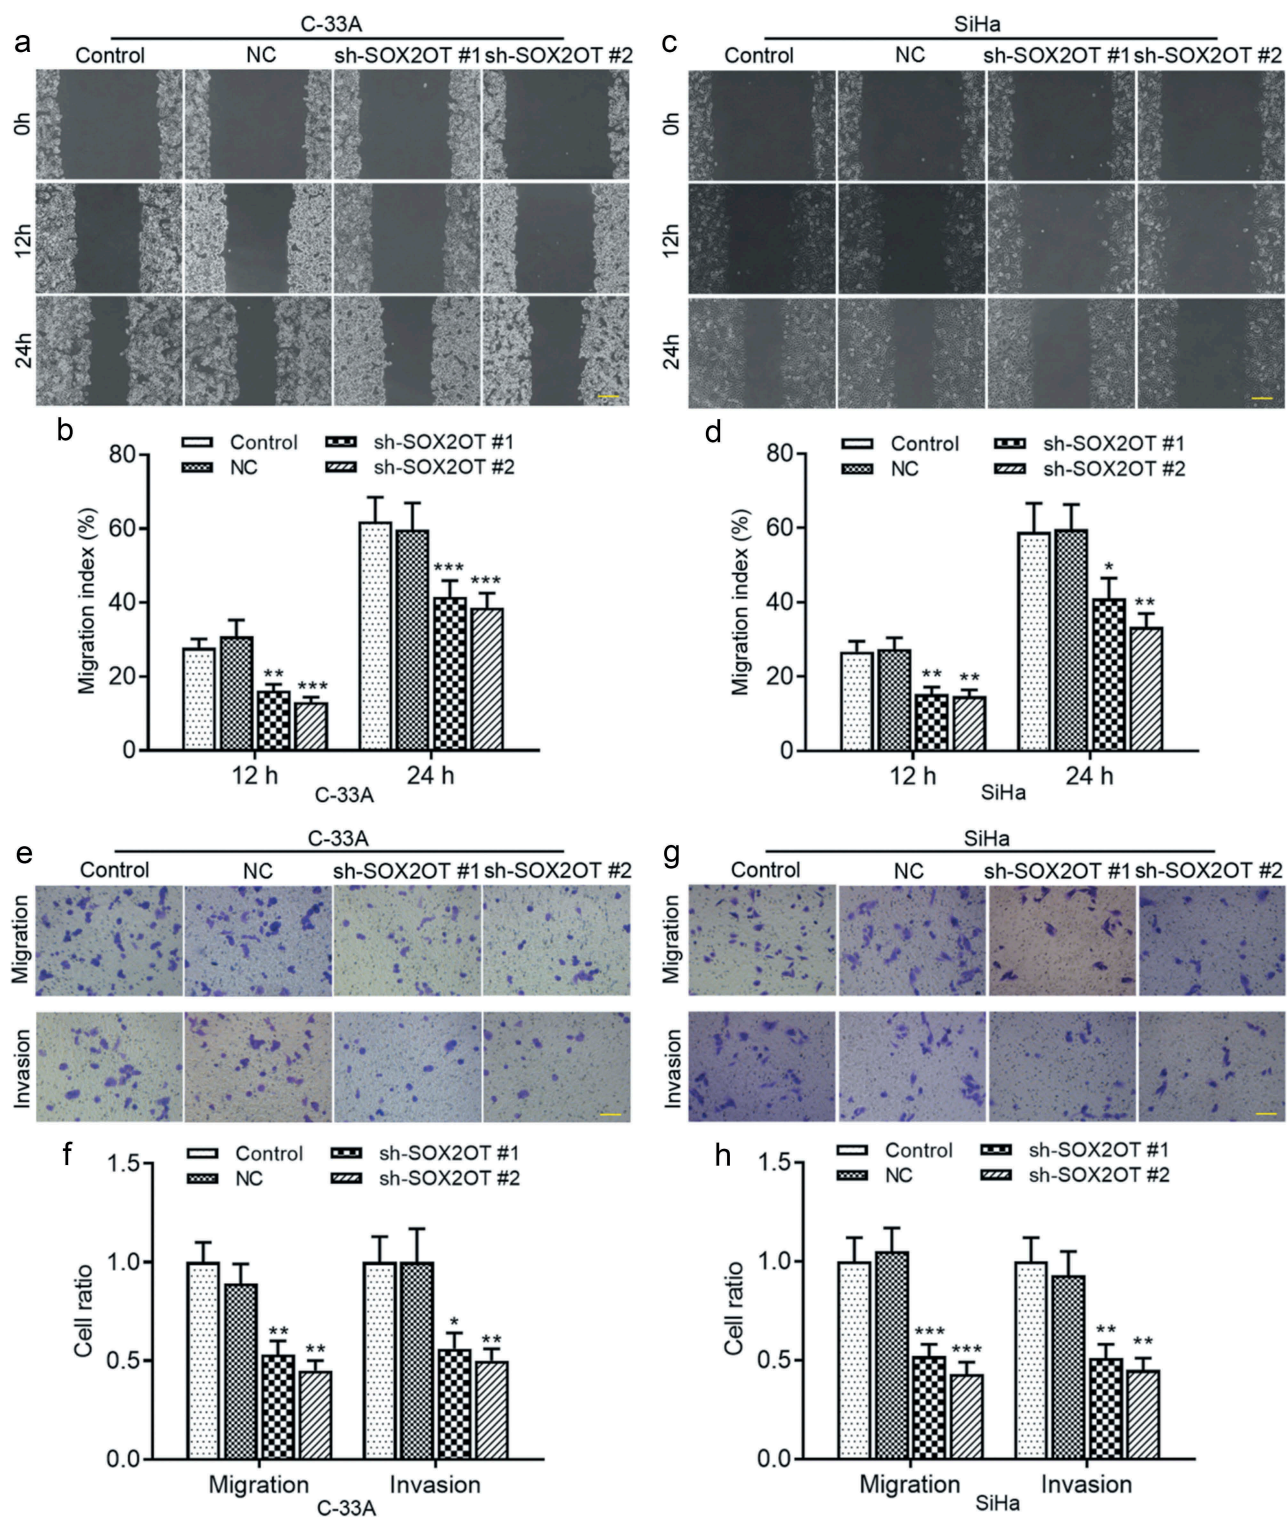 a
C-33A
Control NC sh-SOX2OT #1 sh-SOX2OT #2
0h
12h
24h
c
SiHa
Control NC sh-SOX2OT #1 sh-SOX2OT #2
0h
12h
24h
b
Control sh-SOX2OT #1
NC sh-SOX2OT #2
Migration index (%)
80
60
40
20
0
** ***
*** ***
12 h 24 h
C-33A
d
Control sh-SOX2OT #1
NC sh-SOX2OT #2
Migration index (%)
80
60
40
20
0
** **
* **
12 h 24 h
SiHa
e
C-33A
Control NC sh-SOX2OT #1 sh-SOX2OT #2
Migration
Invasion
g
SiHa
Control NC sh-SOX2OT #1 sh-SOX2OT #2
Migration
Invasion
f
Control sh-SOX2OT #1
NC sh-SOX2OT #2
Cell ratio
1.5
1.0
0.5
0.0
** **
* **
Migration Invasion
C-33A
h
Control sh-SOX2OT #1
NC sh-SOX2OT #2
Cell ratio
1.5
1.0
0.5
0.0
*** ***
** **
Migration Invasion
SiHa